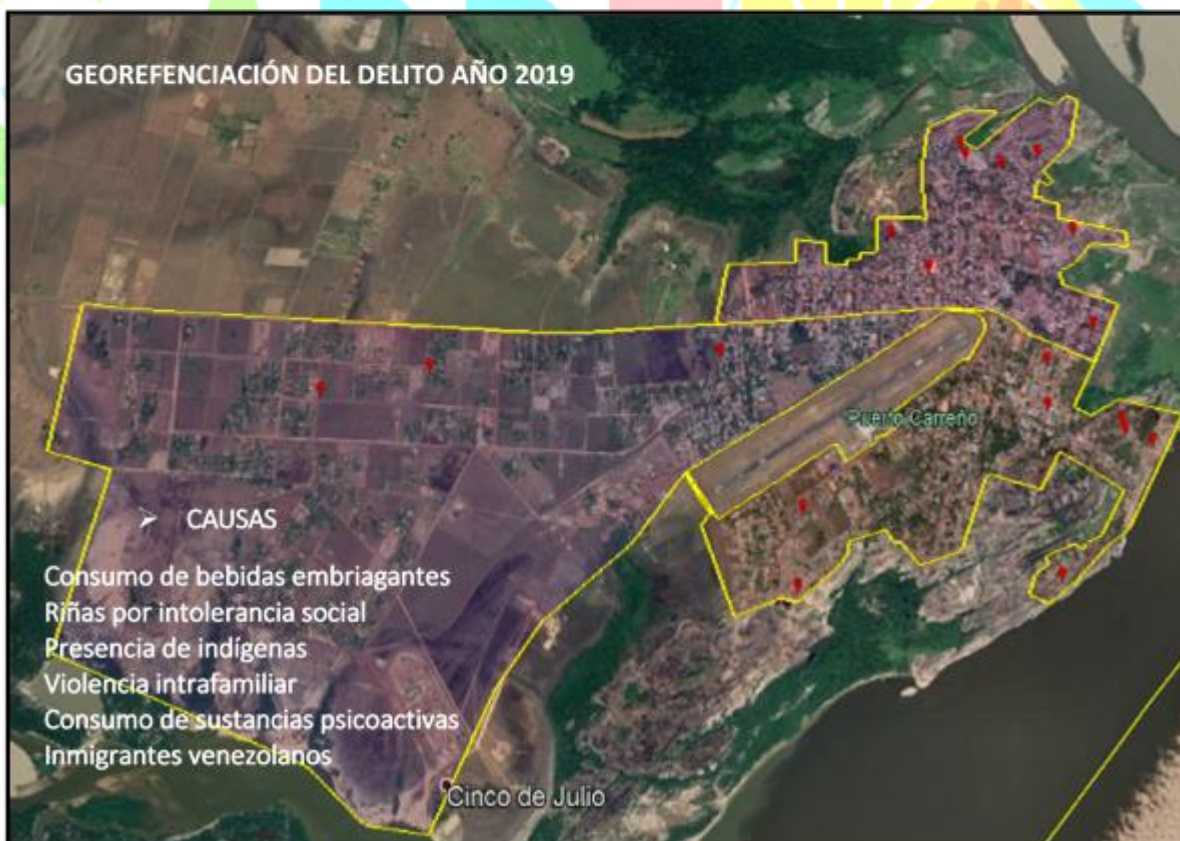 GEOREFENCIACIÓN DEL DELITO AÑO 2019
Puerto Carreño
➢ CAUSAS
Consumo de bebidas embriagantes
Riñas por intolerancia social
Presencia de indígenas
Violencia intrafamiliar
Consumo de sustancias psicoactivas
Inmigrantes venezolanos
Cinco de Julio